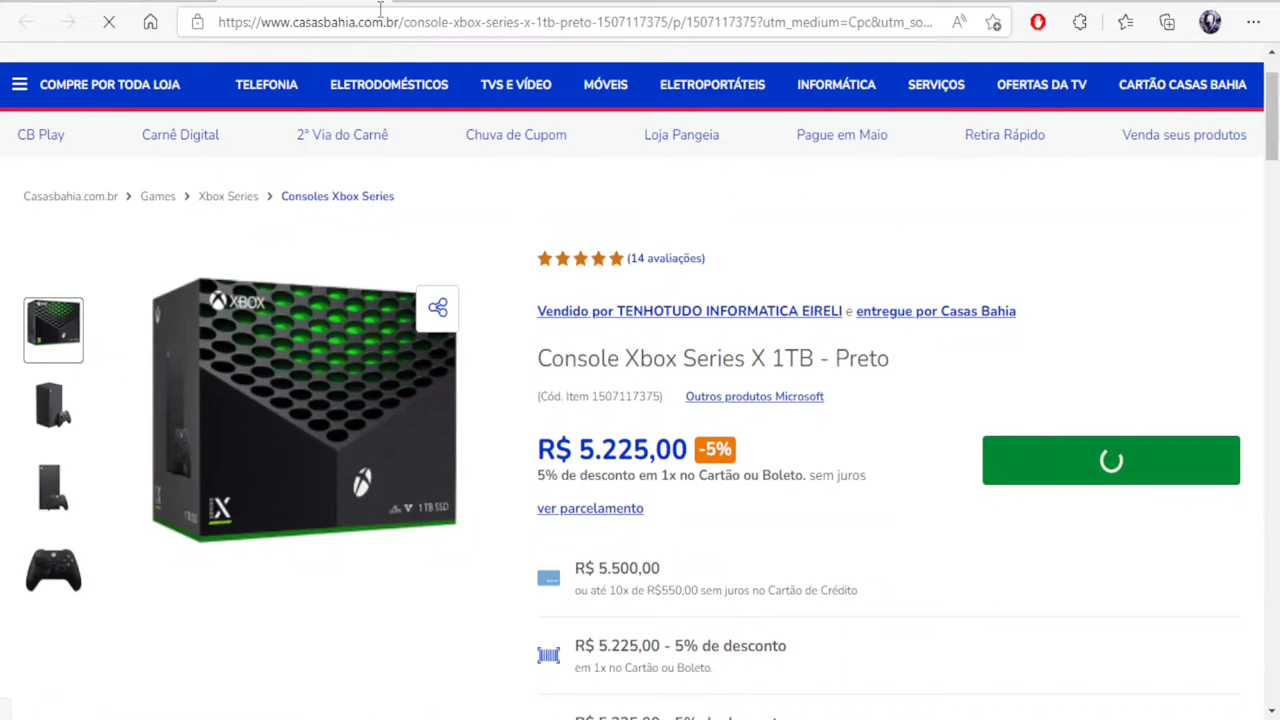 https://www.casasbahia.com.br/console-xbox-series-x-1tb-preto-1507117375/p/1507117375?utm_medium=Cpc&utm_so...
COMPRE POR TODA LOJA TELEFONIA ELETRODOMÉSTICOS TVS E VÍDEO MÓVEIS ELETROPORTÁTEIS INFORMÁTICA SERVIÇOS OFERTAS DA TV CARTÃO CASAS BAHIA
CB Play Carnê Digital 2ª Via do Carnê Chuva de Cupom Loja Pangeia Pague em Maio Retira Rápido Venda seus produtos
Casasbahia.com.br > Games > Xbox Series > Consoles Xbox Series
(14 avaliações)
XBOX
SERIES X
1 TB SSD
Vendido por TENHOTUDO INFORMATICA EIRELI e entregue por Casas Bahia
Console Xbox Series X 1TB - Preto
(Cód. Item 1507117375) Outros produtos Microsoft
R$ 5.225,00 -5%
5% de desconto em 1x no Cartão ou Boleto. sem juros
ver parcelamento
R$ 5.500,00
ou até 10x de R$550,00 sem juros no Cartão de Crédito
R$ 5.225,00 - 5% de desconto
em 1x no Cartão ou Boleto.